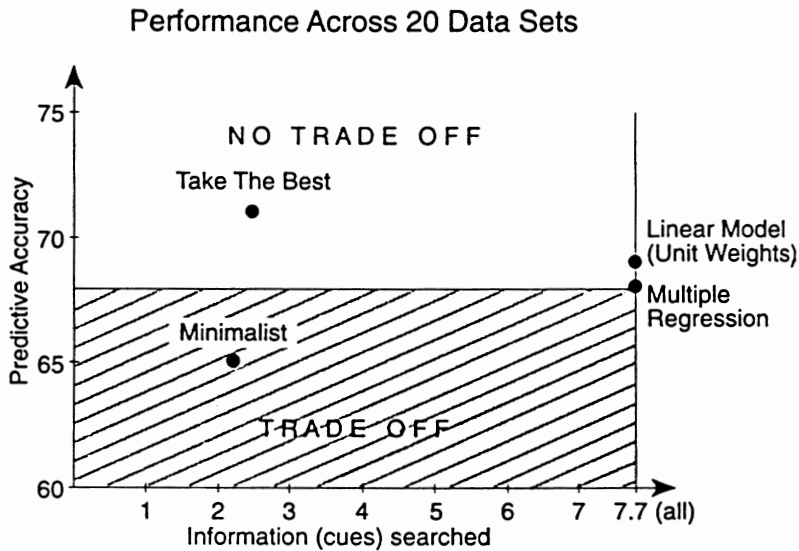 Performance Across 20 Data Sets
75
NO TRADE OFF
Take The Best
Predictive Accuracy
70
Linear Model
(Unit Weights)
Multiple
Regression
Minimalist
65
TRADE OFF
60
1 2 3 4 5 6 7 7.7 (all)
Information (cues) searched